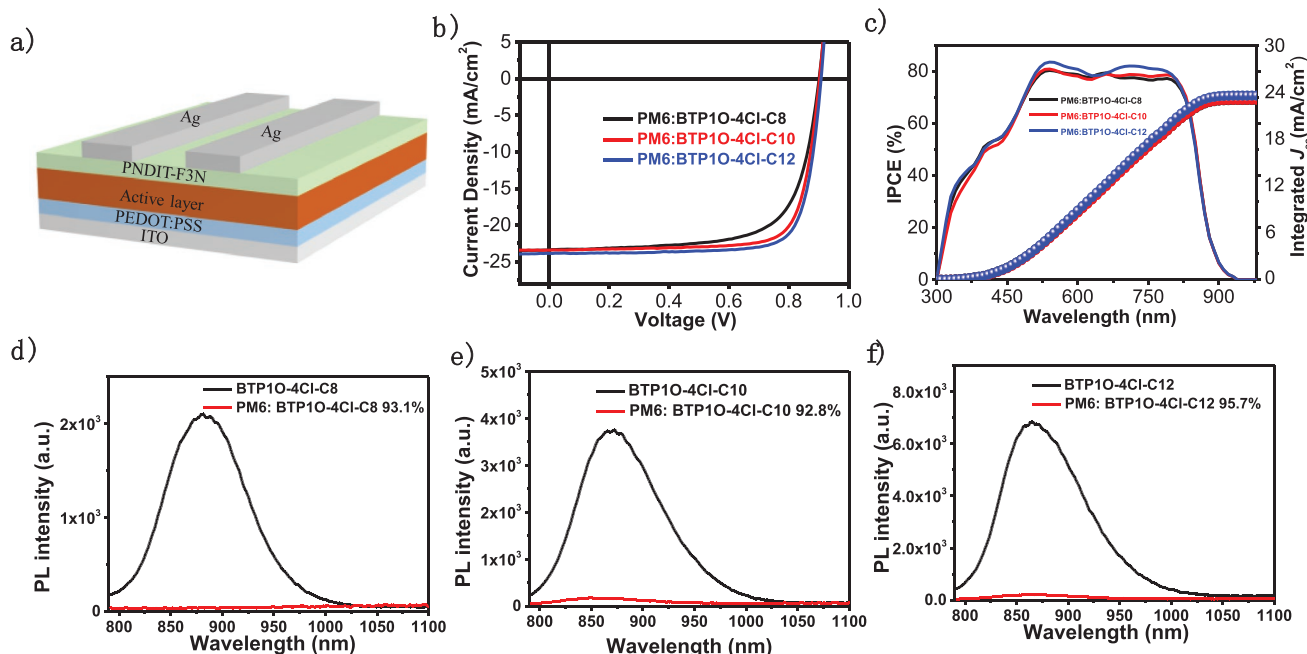 a)
Ag
Ag
PNDIT-F3N
Active layer
PEDOT:PSS
ITO
b)
5
0
-5
-10
-15
-20
-25
Current Density (mA/cm²)
PM6:BTP1O-4Cl-C8
PM6:BTP1O-4Cl-C10
PM6:BTP1O-4Cl-C12
0.0 0.2 0.4 0.6 0.8 1.0
Voltage (V)
c)
80
60
40
20
0
IPCE (%)
PM6:BTP1O-4Cl-C8
PM6:BTP1O-4Cl-C10
PM6:BTP1O-4Cl-C12
30
24
18
12
6
0
Integrated J (mA/cm²)
300 450 600 750 900
Wavelength (nm)
d)
2x10³
1x10³
0
PL intensity (a.u.)
BTP1O-4Cl-C8
PM6: BTP1O-4Cl-C8 93.1%
800 850 900 950 1000 1050 1100
Wavelength (nm)
e)
5x10³
4x10³
3x10³
2x10³
1x10³
0
PL intensity (a.u.)
BTP1O-4Cl-C10
PM6: BTP1O-4Cl-C10 92.8%
800 850 900 950 1000 1050 1100
Wavelength (nm)
f)
8.0x10³
6.0x10³
4.0x10³
2.0x10³
0.0
PL intensity (a.u.)
BTP1O-4Cl-C12
PM6: BTP1O-4Cl-C12 95.7%
800 850 900 950 1000 1050 1100
Wavelength (nm)